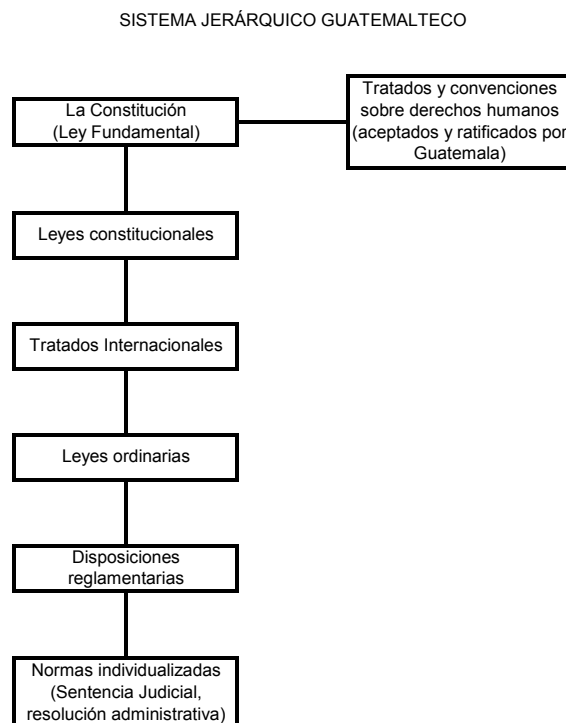 SISTEMA JERÁRQUICO GUATEMALTECO
La Constitución
(Ley Fundamental)
Tratados y convenciones
sobre derechos humanos
(aceptados y ratificados por
Guatemala)
Leyes constitucionales
Tratados Internacionales
Leyes ordinarias
Disposiciones
reglamentarias
Normas individualizadas
(Sentencia Judicial,
resolución administrativa)